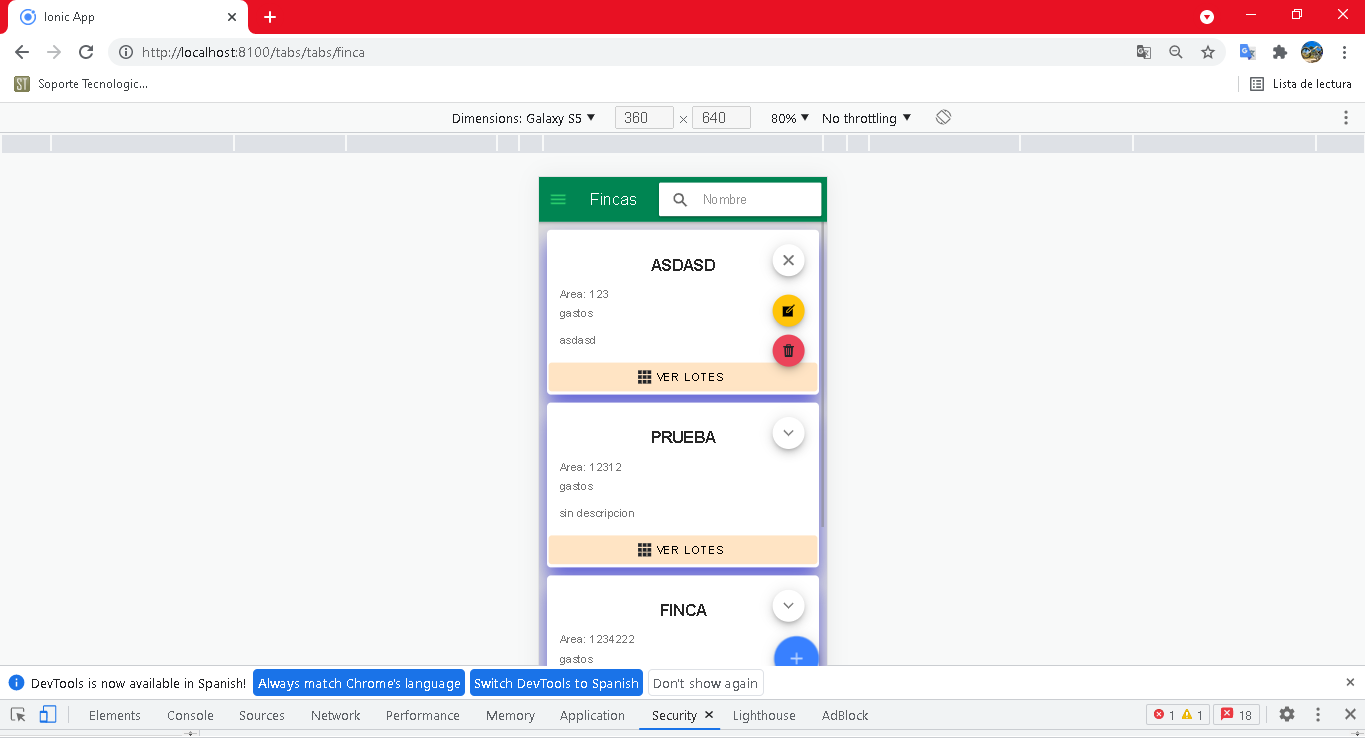 Ionic App
http://localhost:8100/tabs/tabs/finca
ST Soporte Tecnologic... Lista de lectura
Dimensions: Galaxy S5 ▼ 360 × 640 80% ▼ No throttling ▼
Fincas Nombre
ASDASD
Area: 123
gastos
asdasd
VER LOTES
PRUEBA
Area: 12312
gastos
sin descripcion
VER LOTES
FINCA
Area: 1234222
gastos
DevTools is now available in Spanish! Always match Chrome's language Switch DevTools to Spanish Don't show again
Elements Console Sources Network Performance Memory Application Security Lighthouse AdBlock 1 1 18